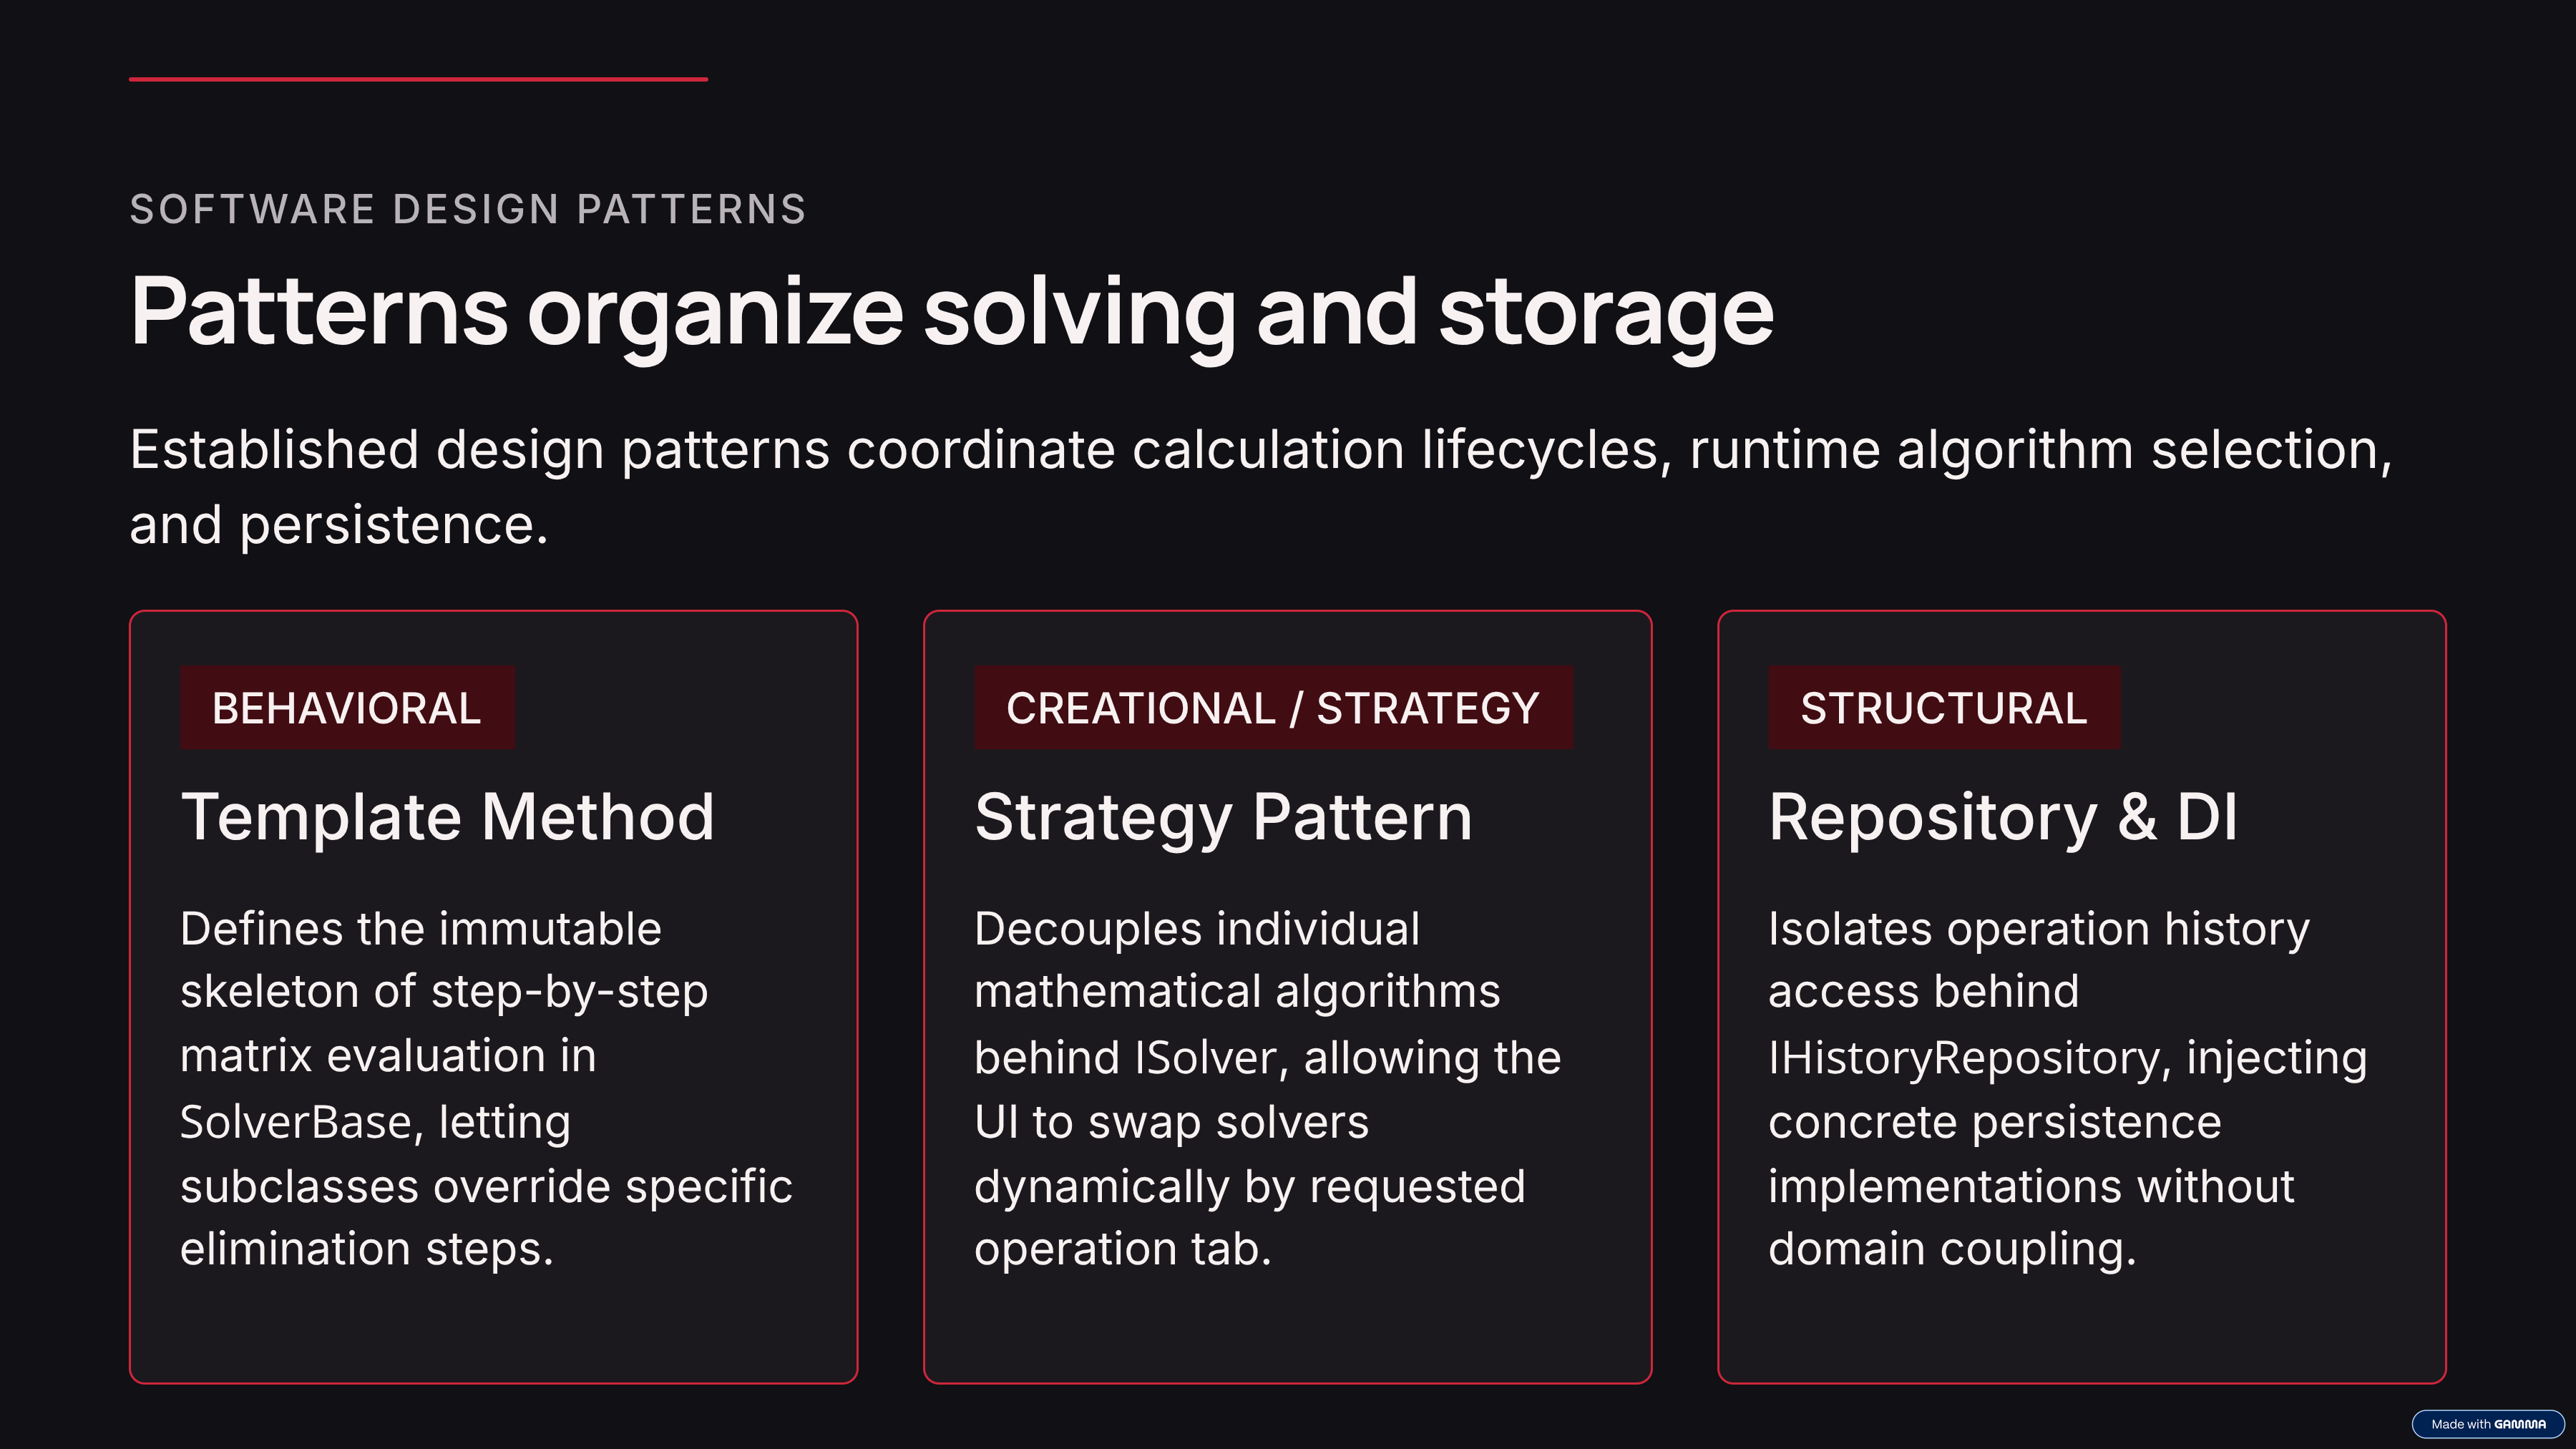 SOFTWARE DESIGN PATTERNS
Patterns organize solving and storage
Established design patterns coordinate calculation lifecycles, runtime algorithm selection,
and persistence.
BEHAVIORAL
Template Method
Defines the immutable
skeleton of step-by-step
matrix evaluation in
SolverBase, letting
subclasses override specific
elimination steps.
CREATIONAL / STRATEGY
Strategy Pattern
Decouples individual
mathematical algorithms
behind ISolver, allowing the
UI to swap solvers
dynamically by requested
operation tab.
STRUCTURAL
Repository & DI
Isolates operation history
access behind
IHistoryRepository, injecting
concrete persistence
implementations without
domain coupling.
Made with GAMMA